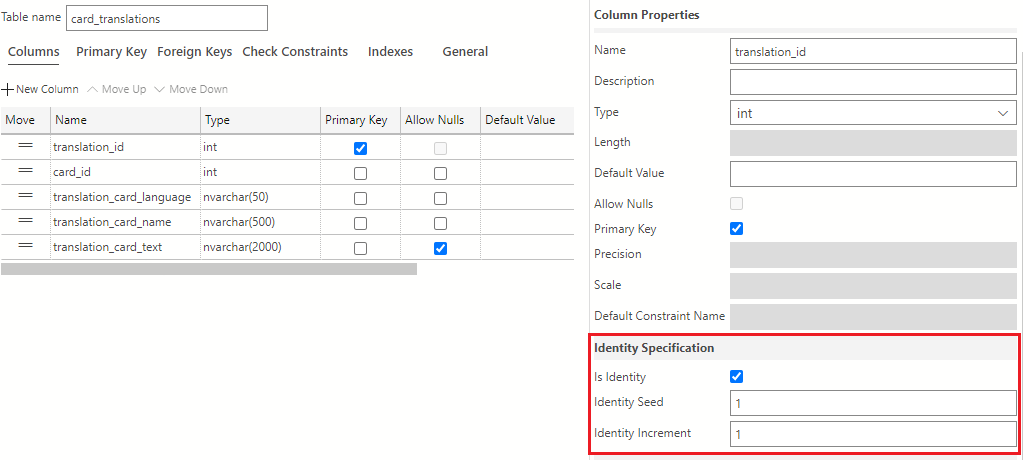 Table name card_translations
Columns Primary Key Foreign Keys Check Constraints Indexes General
New Column Move Up Move Down
Move Name Type Primary Key Allow Nulls Default Value
translation_id int
card_id int
translation_card_language nvarchar(50)
translation_card_name nvarchar(500)
translation_card_text nvarchar(2000)
Column Properties
Name translation_id
Description
Type int
Length
Default Value
Allow Nulls
Primary Key
Precision
Scale
Default Constraint Name
Identity Specification
Is Identity
Identity Seed 1
Identity Increment 1